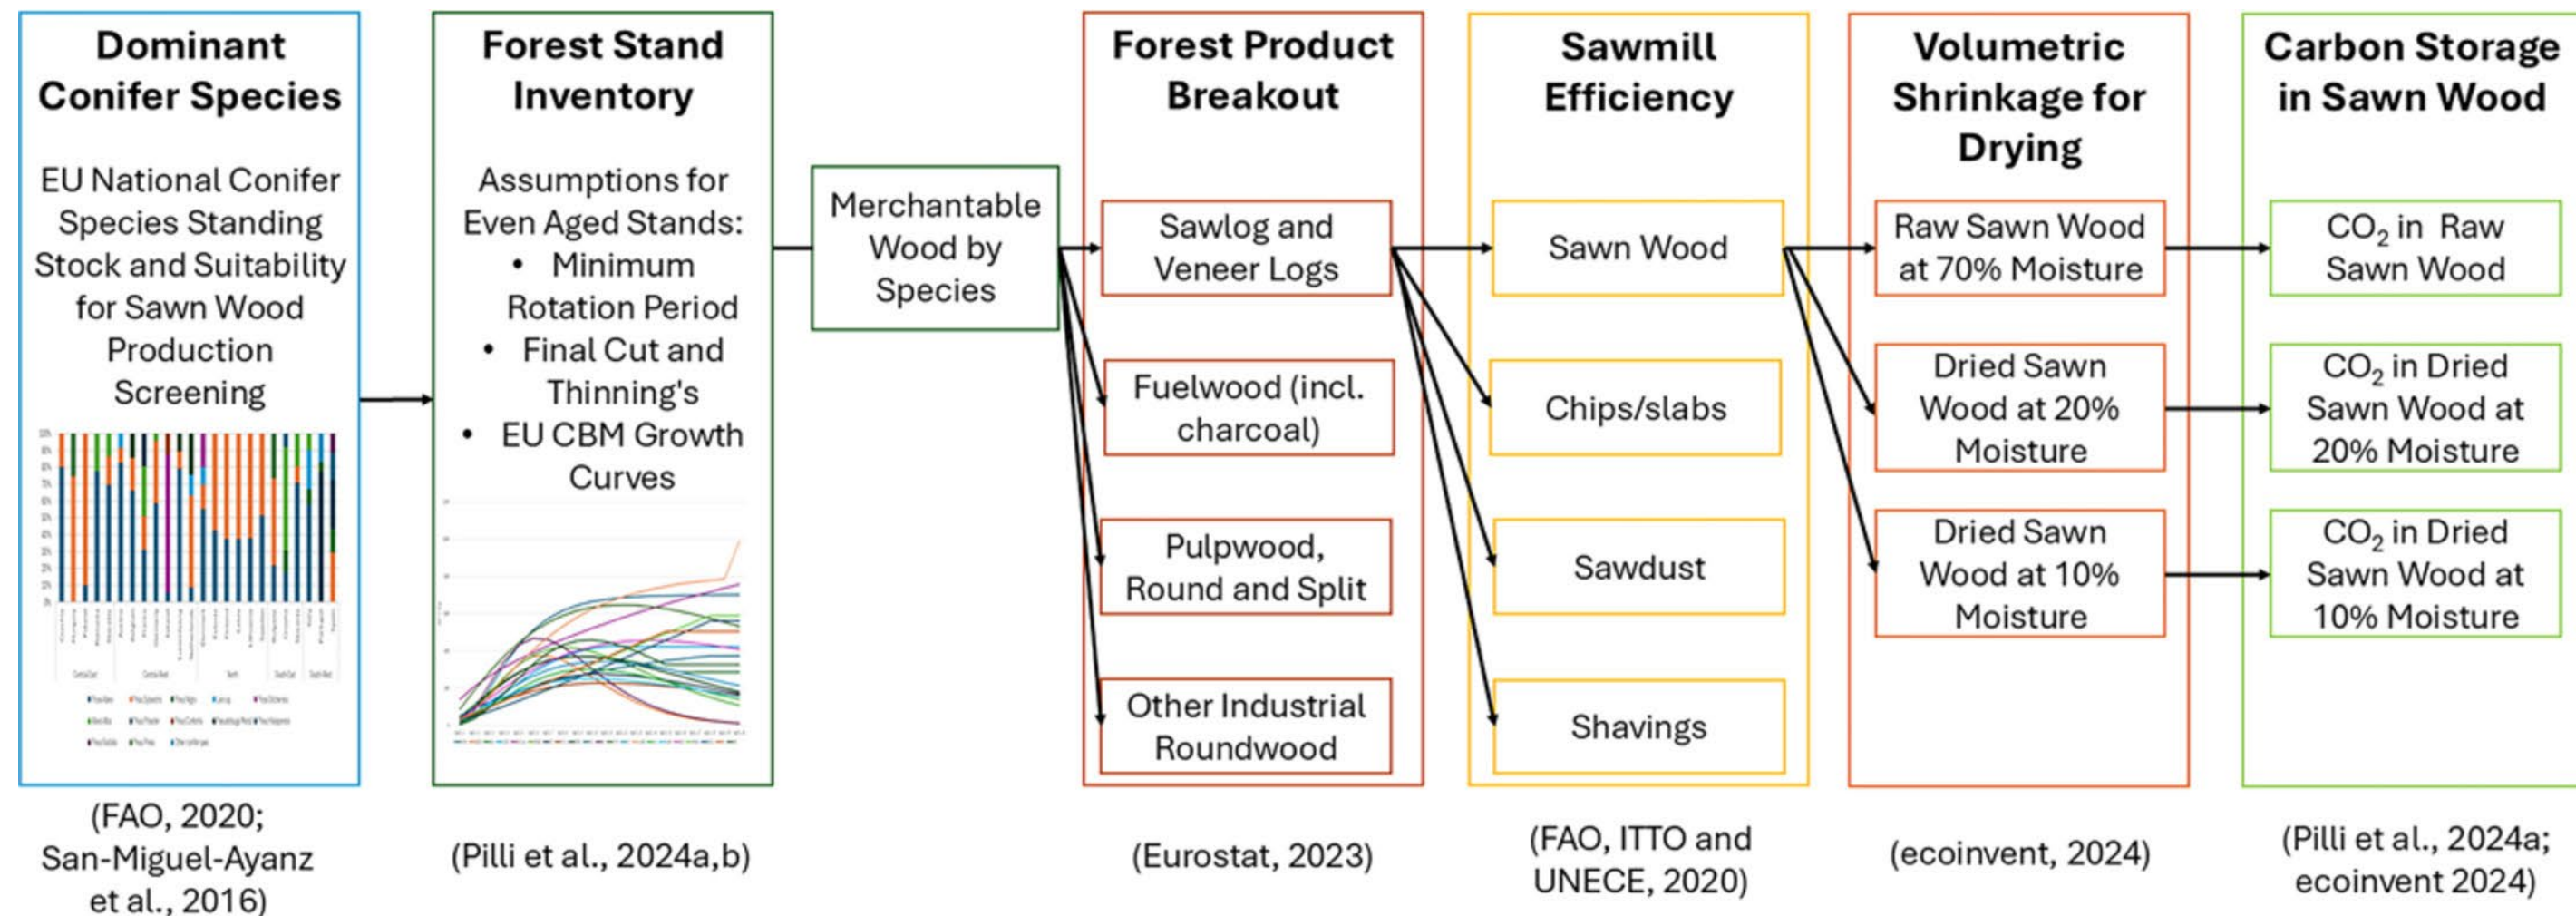 Dominant
Conifer Species
EU National Conifer
Species Standing
Stock and Suitability
for Sawn Wood
Production
Screening
(FAO, 2020;
San-Miguel-Ayanz
et al., 2016)
Forest Stand
Inventory
Assumptions for
Even Aged Stands:
• Minimum
Rotation Period
• Final Cut and
Thinning's
• EU CBM Growth
Curves
(Pilli et al., 2024a,b)
Merchantable
Wood by
Species
Forest Product
Breakout
Sawlog and
Veneer Logs
Fuelwood (incl.
charcoal)
Pulpwood,
Round and Split
Other Industrial
Roundwood
(Eurostat, 2023)
Sawmill
Efficiency
Sawn Wood
Chips/slabs
Sawdust
Shavings
(FAO, ITTO and
UNECE, 2020)
Volumetric
Shrinkage for
Drying
Raw Sawn Wood
at 70% Moisture
Dried Sawn
Wood at 20%
Moisture
Dried Sawn
Wood at 10%
Moisture
(ecoinvent, 2024)
Carbon Storage
in Sawn Wood
CO₂ in Raw
Sawn Wood
CO₂ in Dried
Sawn Wood at
20% Moisture
CO₂ in Dried
Sawn Wood at
10% Moisture
(Pilli et al., 2024a;
ecoinvent 2024)